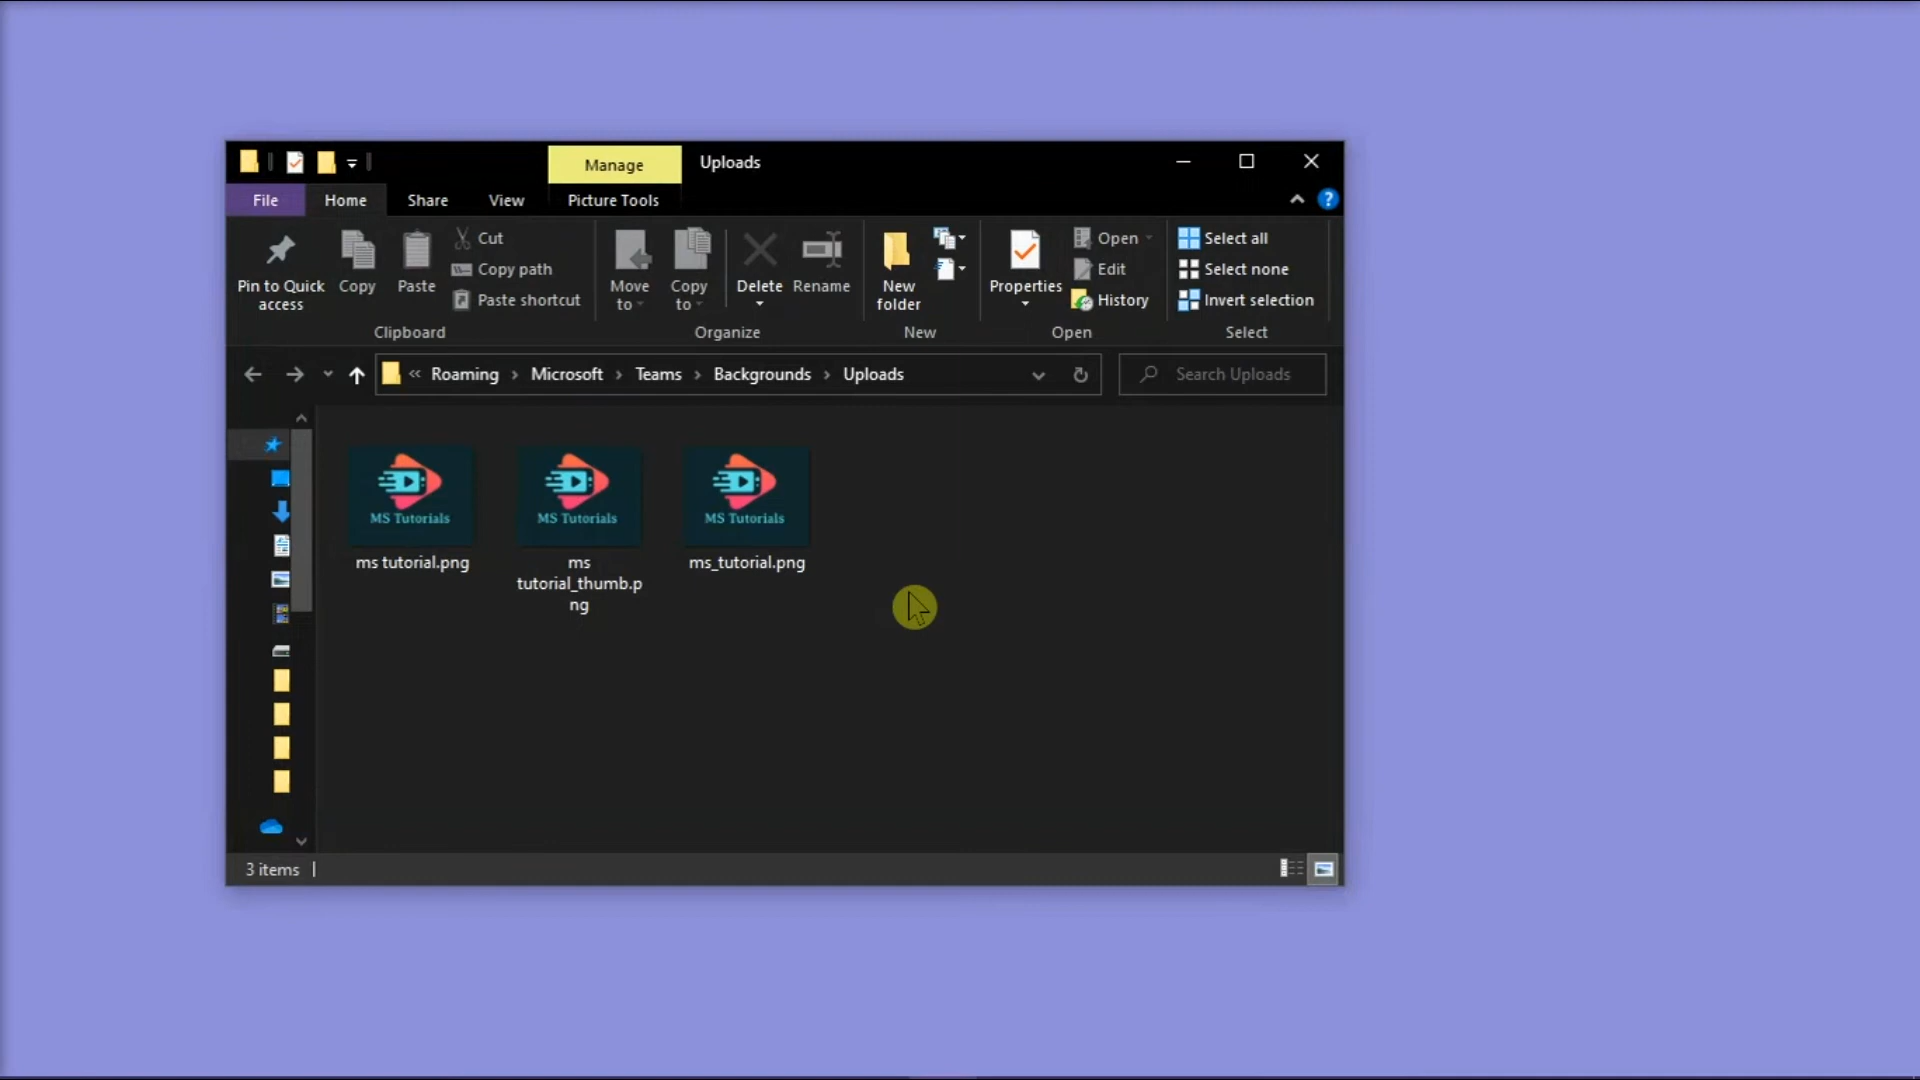 Manage
Uploads
File
Home
Share
View
Picture Tools
Pin to Quick
access
Copy
Paste
Cut
Copy path
Paste shortcut
Clipboard
Move
to
Copy
to
Delete
Rename
Organize
New
folder
New
Properties
Open
Edit
History
Open
Select all
Select none
Invert selection
Select
« Roaming › Microsoft › Teams › Backgrounds › Uploads
Search Uploads
MS Tutorials
MS Tutorials
MS Tutorials
ms tutorial.png
ms
tutorial_thumb.p
ng
ms_tutorial.png
3 items